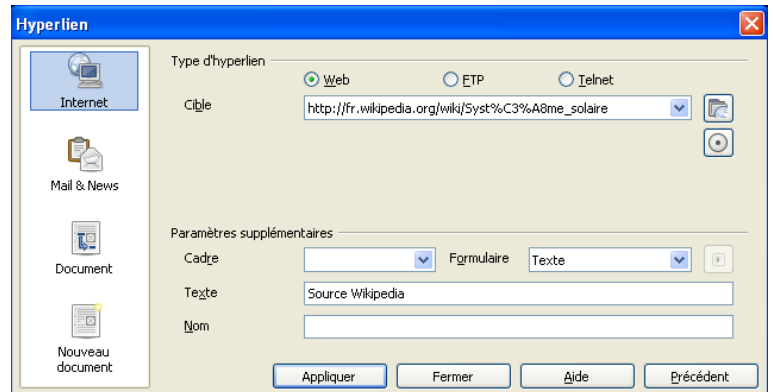 Hyperlien
Internet
Mail & News
Document
Nouveau
document
Type d'hyperlien
Web FTP Telnet
Cible http://fr.wikipedia.org/wiki/Syst%C3%A8me_solaire
Paramètres supplémentaires
Cadre Formulaire Texte
Texte Source Wikipedia
Nom
Appliquer Fermer Aide Précédent